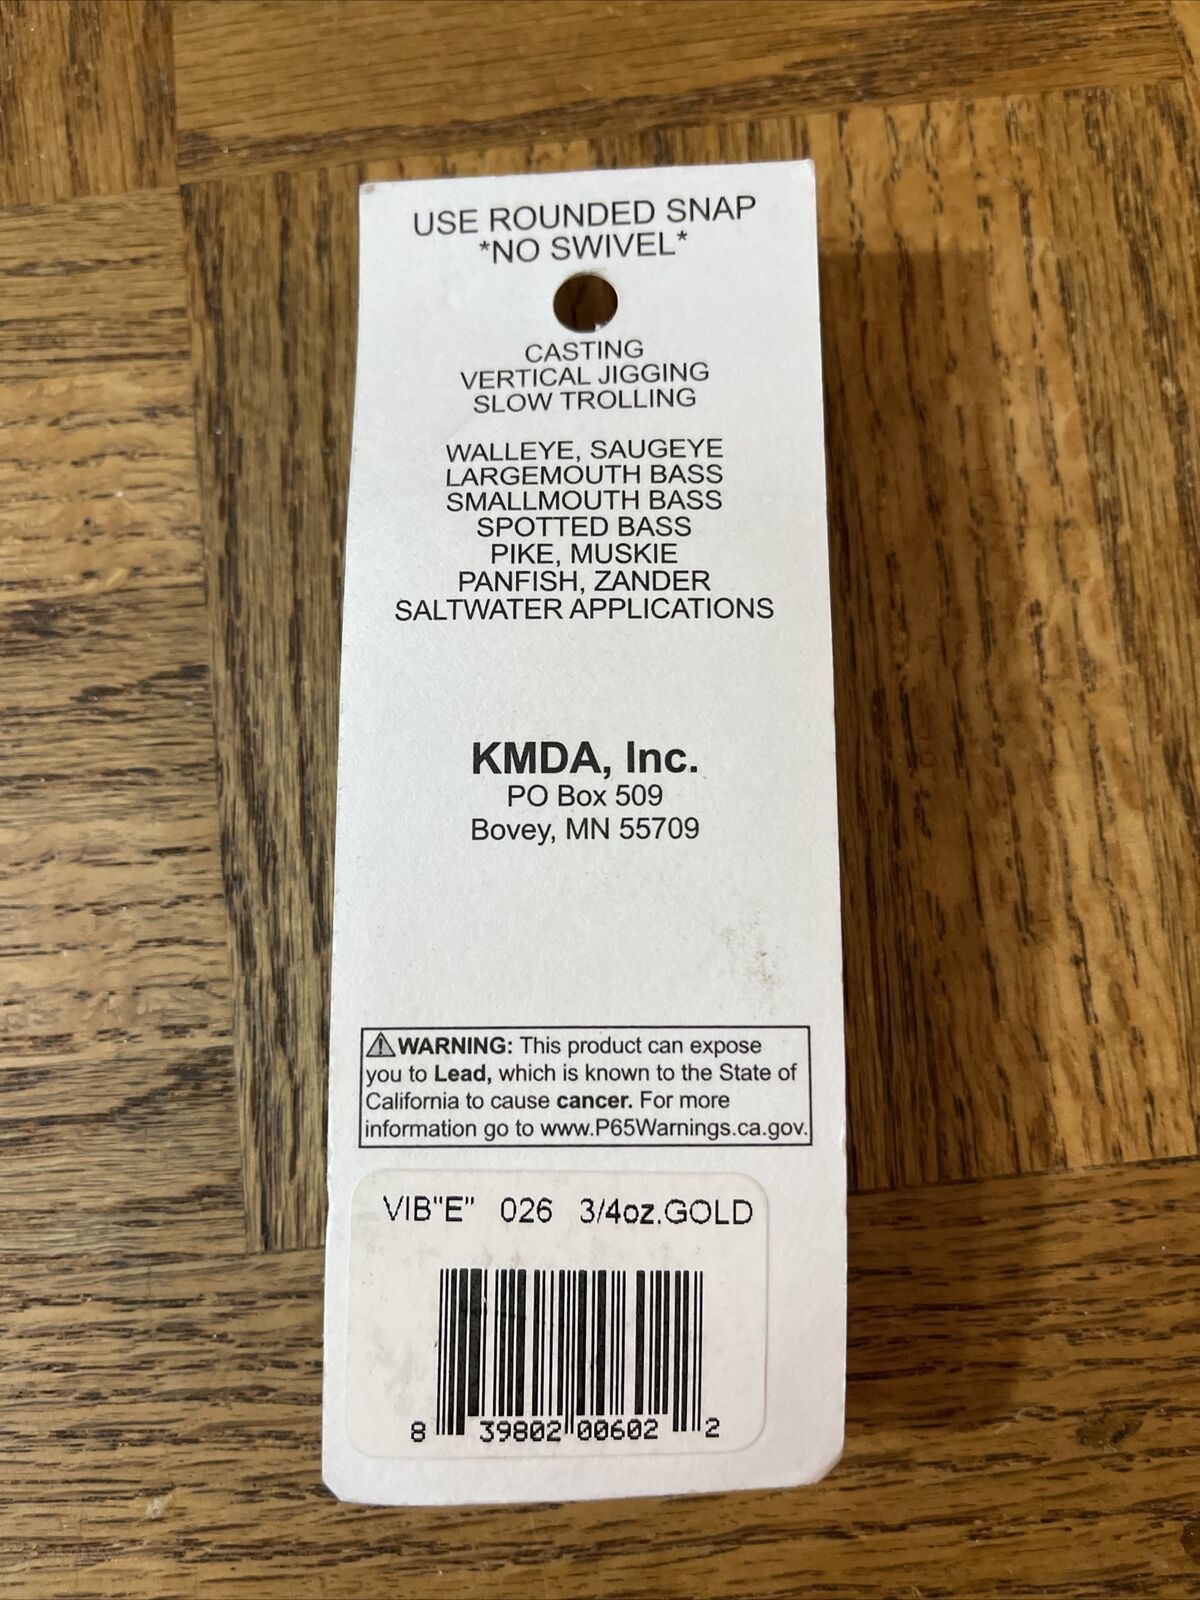 USE ROUNDED SNAP
*NO SWIVEL*
CASTING
VERTICAL JIGGING
SLOW TROLLING
WALLEYE, SAUGEYE
LARGEMOUTH BASS
SMALLMOUTH BASS
SPOTTED BASS
PIKE, MUSKIE
PANFISH, ZANDER
SALTWATER APPLICATIONS
KMDA, Inc.
PO Box 509
Bovey, MN 55709
⚠WARNING: This product can expose
you to Lead, which is known to the State of
California to cause cancer. For more
information go to www.P65Warnings.ca.gov.
VIB"E" 026 3/4oz.GOLD
8 39802 00602 2